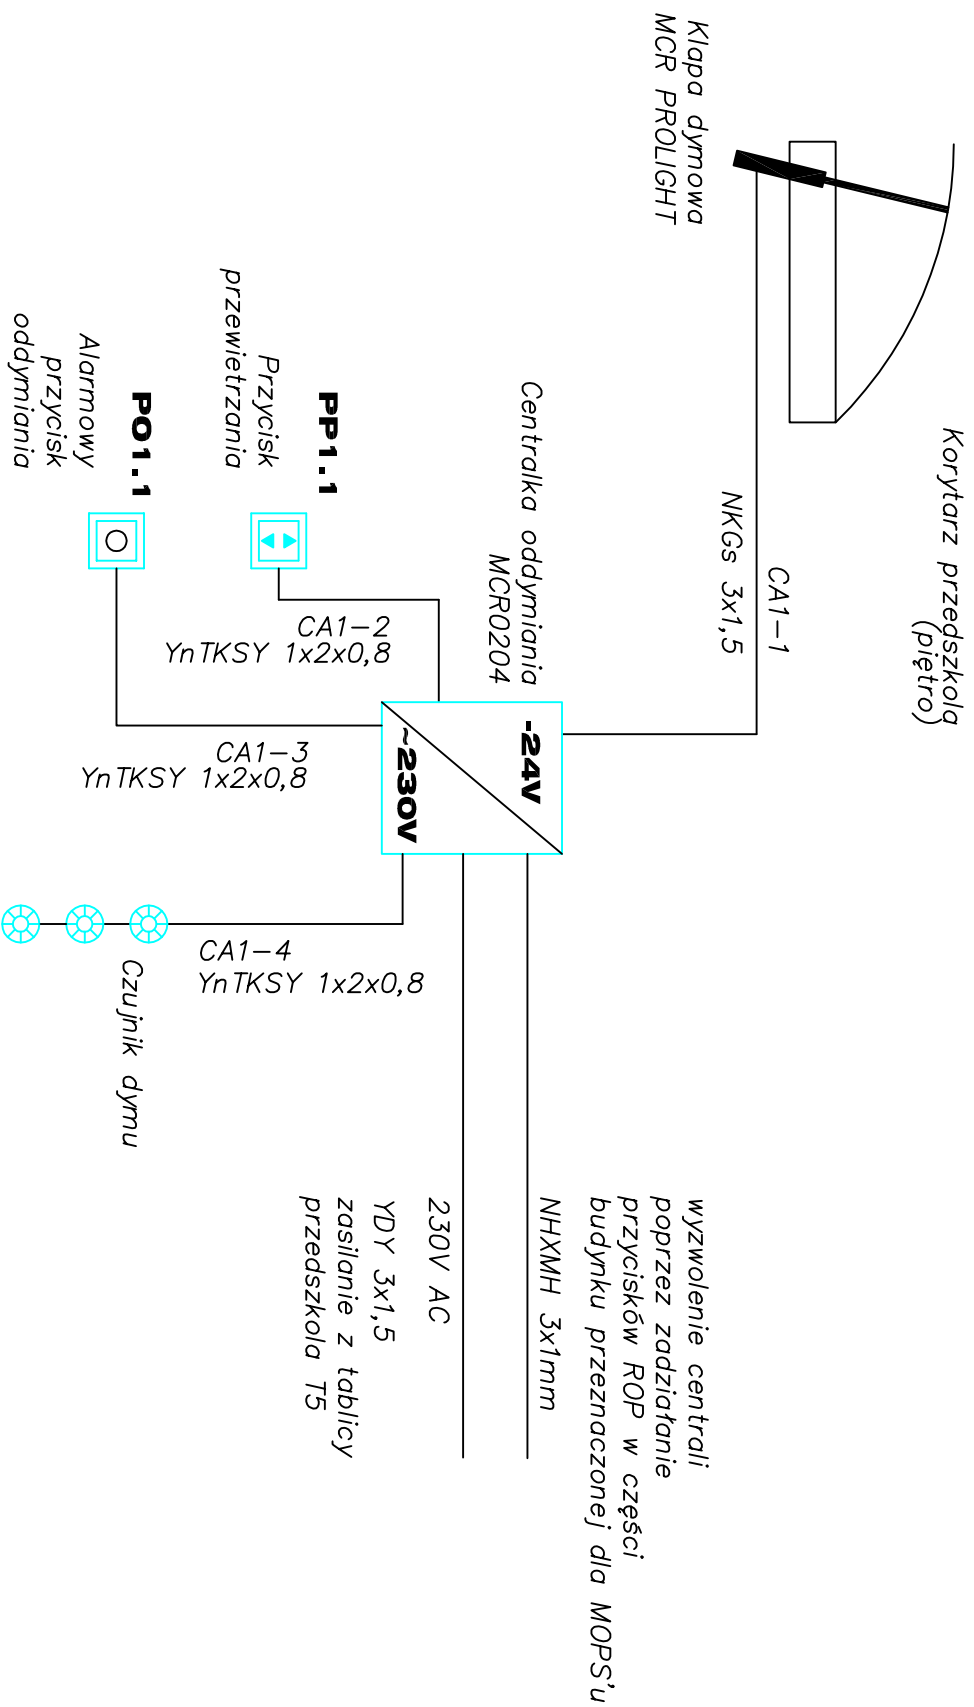 Korytarz przedszkola
(piętro)
Klapa dymowa
MCR PROLIGHT
CA1-1
NKGs 3x1,5
Centralka oddymiania
MCR0204
-24V
~230V
PP1.1
Przycisk
przewietrzania
CA1-2
YnTKSY 1x2x0,8
PO1.1
Alarmowy
przycisk
oddymiania
CA1-3
YnTKSY 1x2x0,8
CA1-4
YnTKSY 1x2x0,8
Czujnik dymu
wyzwolenie centrali
poprzez zadziałanie
przycisków ROP w części
budynku przeznaczonej dla MOPS'u
NHXMH 3x1mm
230V AC
YDY 3x1,5
zasilanie z tablicy
przedszkola T5